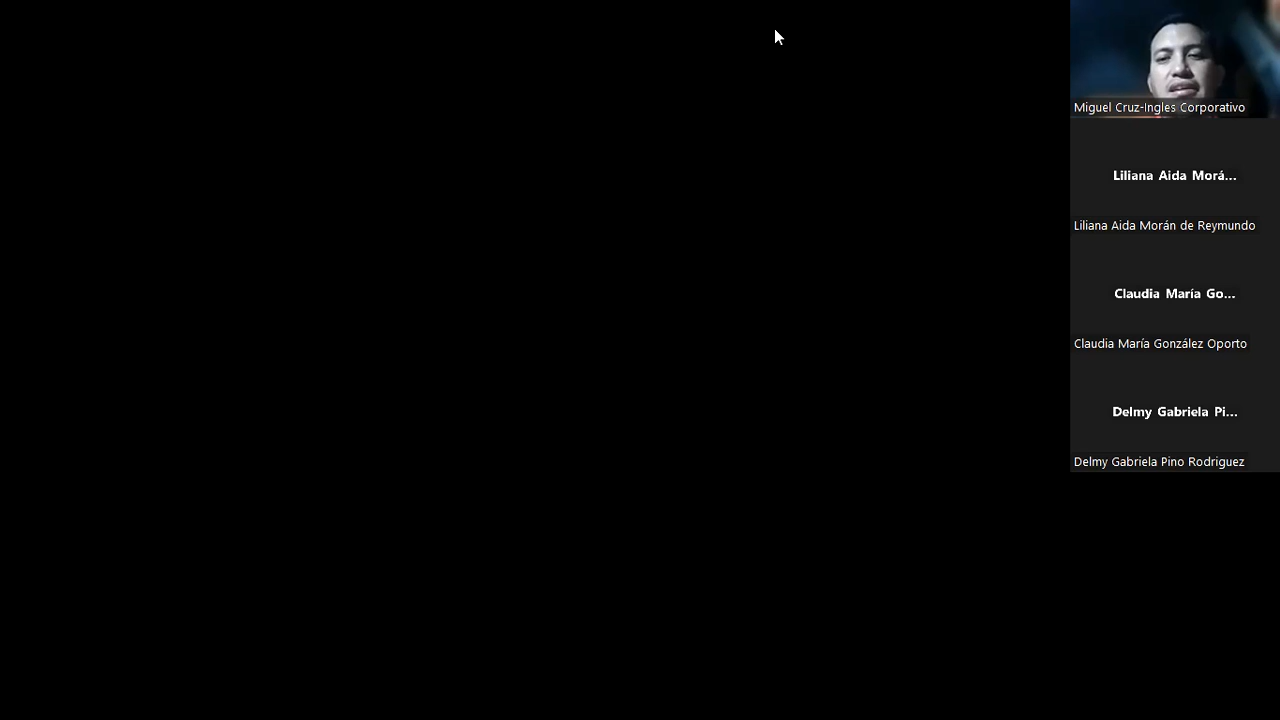 Miguel Cruz-Ingles Corporativo
Liliana Aida Morá...
Liliana Aida Morán de Reymundo
Claudia María Go...
Claudia María González Oporto
Delmy Gabriela Pi...
Delmy Gabriela Pino Rodriguez